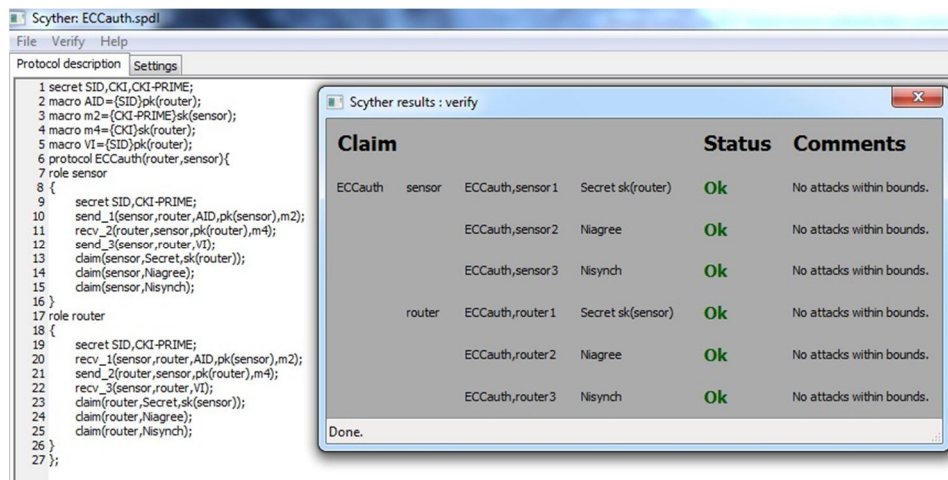 Scyther: ECCauth.spdl
File Verify Help
Protocol description Settings
1 secret SID,CKI,CKI-PRIME;
2 macro AID={SID}pk(router);
3 macro m2={CKI-PRIME}sk(sensor);
4 macro m4={CKI}sk(router);
5 macro VI={SID}pk(router);
6 protocol ECCauth(router,sensor){
7 role sensor
8 {
9 secret SID,CKI-PRIME;
10 send_1(sensor,router,AID,pk(sensor),m2);
11 recv_2(router,sensor,pk(router),m4);
12 send_3(sensor,router,VI);
13 claim(sensor,Secret,sk(router));
14 claim(sensor,Niagree);
15 claim(sensor,Nisynch);
16 }
17 role router
18 {
19 secret SID,CKI-PRIME;
20 recv_1(sensor,router,AID,pk(sensor),m2);
21 send_2(router,sensor,pk(router),m4);
22 recv_3(sensor,router,VI);
23 claim(router,Secret,sk(sensor));
24 claim(router,Niagree);
25 claim(router,Nisynch);
26 }
27 };
Scyther results : verify
Claim Status Comments
ECCauth sensor ECCauth,sensor1 Secret sk(router) Ok No attacks within bounds.
ECCauth,sensor2 Niagree Ok No attacks within bounds.
ECCauth,sensor3 Nisynch Ok No attacks within bounds.
router ECCauth,router1 Secret sk(sensor) Ok No attacks within bounds.
ECCauth,router2 Niagree Ok No attacks within bounds.
ECCauth,router3 Nisynch Ok No attacks within bounds.
Done.